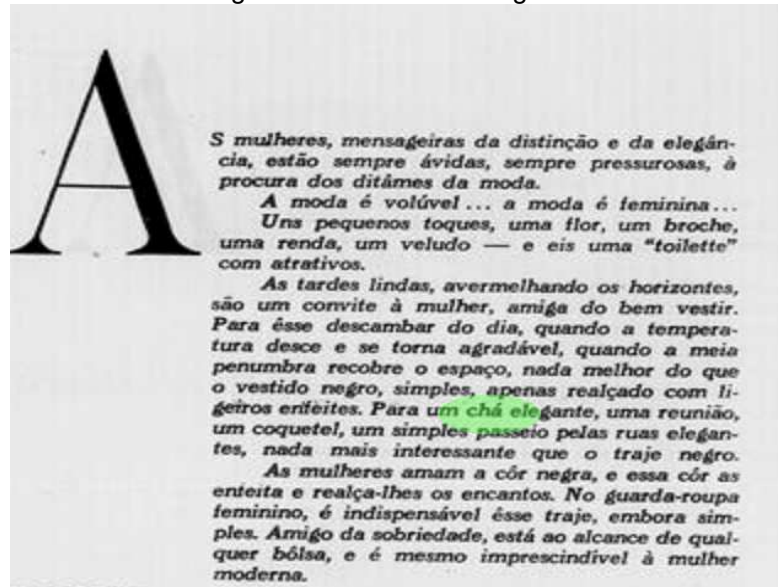 AS mulheres, mensageiras da distinção e da elegân-
cia, estão sempre ávidas, sempre pressurosas, à
procura dos ditâmes da moda.
A moda é volúvel... a moda é feminina...
Uns pequenos toques, uma flor, um broche,
uma renda, um veludo — e eis uma "toilette"
com atrativos.
As tardes lindas, avermelhando os horizontes,
são um convite à mulher, amiga do bem vestir.
Para êsse descambar do dia, quando a tempera-
tura desce e se torna agradável, quando a meia
penumbra recobre o espaço, nada melhor do que
o vestido negro, simples, apenas realçado com li-
geiros enfeites. Para um chá elegante, uma reunião,
um coquetel, um simples passeio pelas ruas elegan-
tes, nada mais interessante que o traje negro.
As mulheres amam a côr negra, e essa côr as
enfeita e realça-lhes os encantos. No guarda-roupa
feminino, é indispensável êsse traje, embora sim-
ples. Amigo da sobriedade, está ao alcance de qual-
quer bôlsa, e é mesmo imprescindível à mulher
moderna.